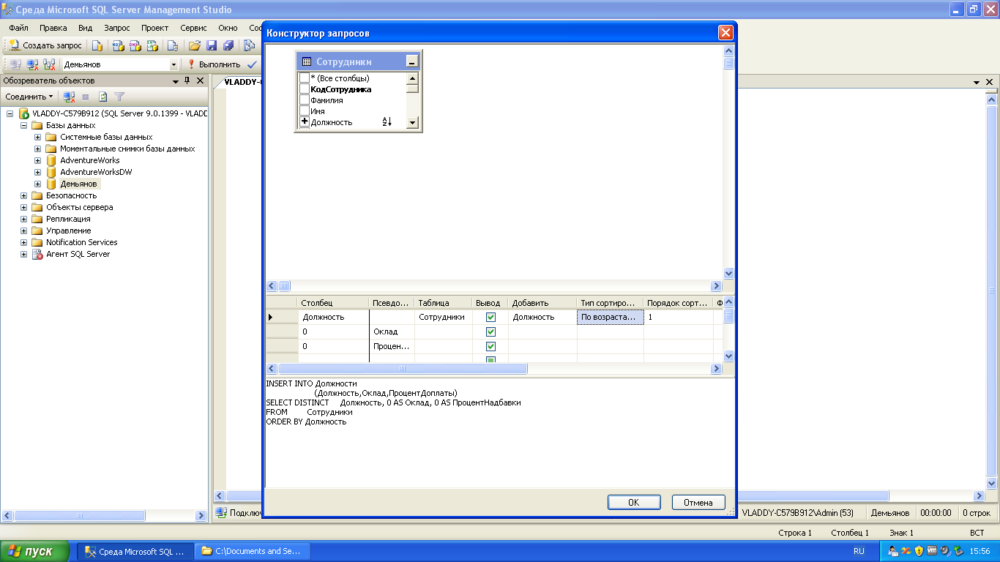 Среда Microsoft SQL Server Management Studio
Файл Правка Вид Запрос Проект Сервис Окно
Создать запрос
Демьянов Выполнить
Обозреватель объектов
Соединить
VLADDY-C579B912 (SQL Server 9.0.1399 - VLADD
Базы данных
Системные базы данных
Моментальные снимки базы данных
AdventureWorks
AdventureWorksDW
Демьянов
Безопасность
Объекты сервера
Репликация
Управление
Notification Services
Агент SQL Server
VLADDY-
Конструктор запросов
Сотрудники
* (Все столбцы)
КодСотрудника
Фамилия
Имя
Должность
Столбец Псевдо... Таблица Вывод Добавить Тип сортиро... Порядок сорт... Ф
Должность Сотрудники Должность По возраста... 1
0 Оклад
0 Процен...
INSERT INTO Должности
(Должность,Оклад,ПроцентДоплаты)
SELECT DISTINCT Должность, 0 AS Оклад, 0 AS ПроцентНадбавки
FROM Сотрудники
ORDER BY Должность
OK Отмена
VLADDY-C579B912\Admin (53) Демьянов 00:00:00 0 строк
Строка 1 Столбец 1 Знак 1 ВСТ
пуск Среда Microsoft SQL ... C:\Documents and Se... RU 15:56